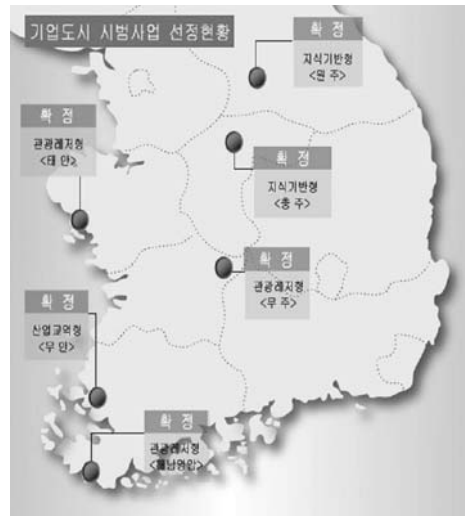 기업도시 시범사업 선정현황
확 정
지식기반형
<원 주>
확 정
관광레저형
<태 안>
확 정
지식기반형
<충 주>
확 정
관광레저형
<무 주>
확 정
산업교역형
<무 안>
확 정
관광레저형
<해남영암>